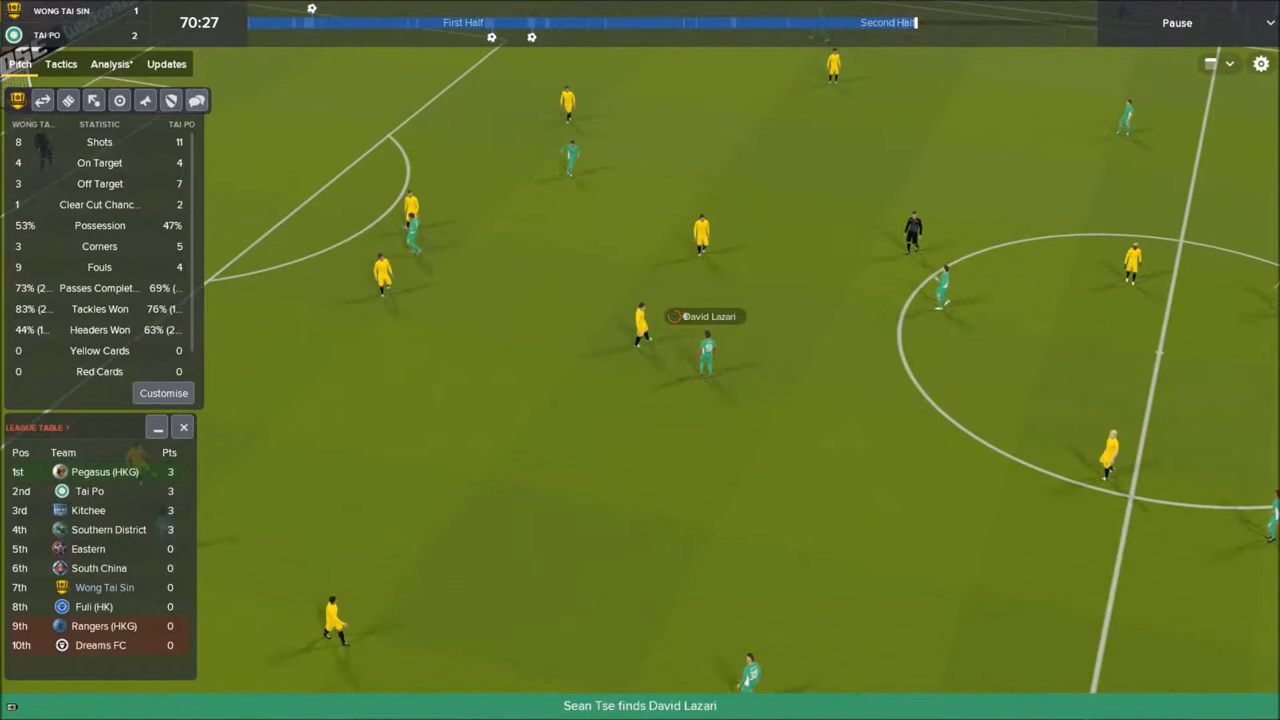 WONG TAI SIN 1
TAI PO 2
70:27
First Half
Second Half
Pause
Pitch Tactics Analysis* Updates
WONG TA... STATISTIC TAI PO
8 Shots 11
4 On Target 4
3 Off Target 7
1 Clear Cut Chanc... 2
53% Possession 47%
3 Corners 5
9 Fouls 4
73% (2... Passes Complet... 69% (...
83% (2... Tackles Won 76% (1...
44% (1... Headers Won 63% (2...
0 Yellow Cards 0
0 Red Cards 0
Customise
LEAGUE TABLE
Pos Team Pts
1st Pegasus (HKG) 3
2nd Tai Po 3
3rd Kitchee 3
4th Southern District 3
5th Eastern 0
6th South China 0
7th Wong Tai Sin 0
8th Fuli (HK) 0
9th Rangers (HKG) 0
10th Dreams FC 0
David Lazari
19
Sean Tse finds David Lazari